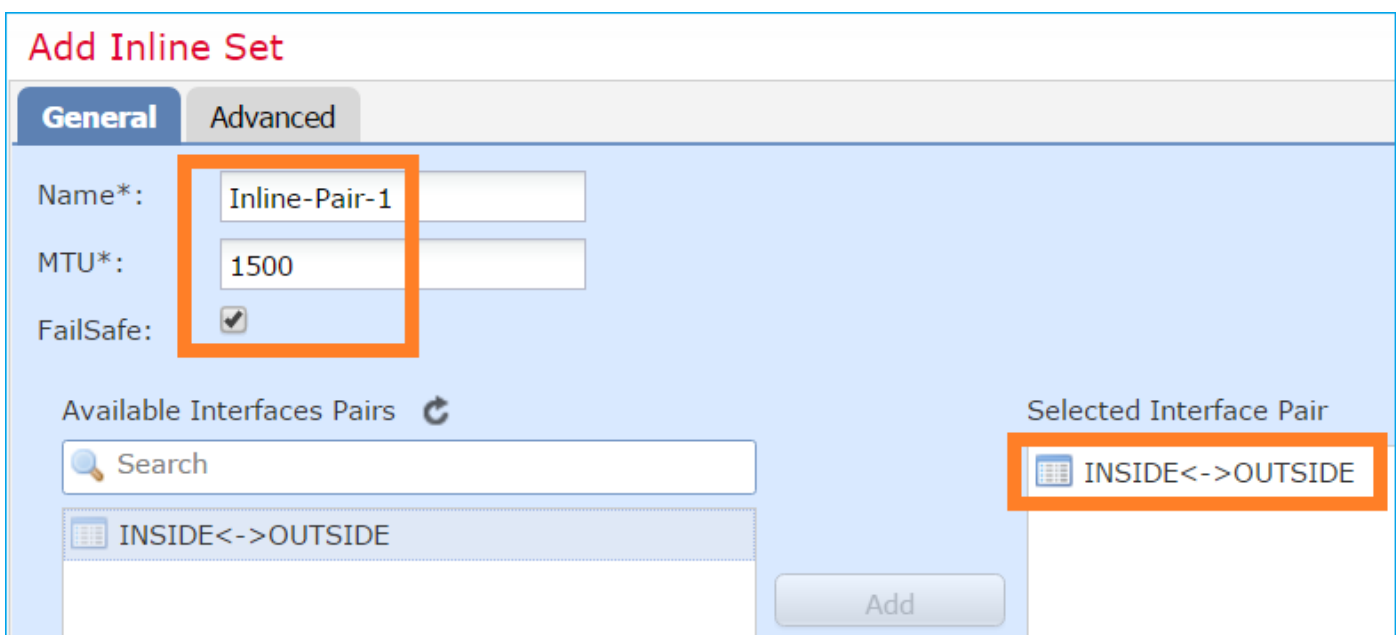 Add Inline Set
General Advanced
Name*: Inline-Pair-1
MTU*: 1500
FailSafe:
Available Interfaces Pairs
Search
INSIDE<->OUTSIDE
Add
Selected Interface Pair
INSIDE<->OUTSIDE